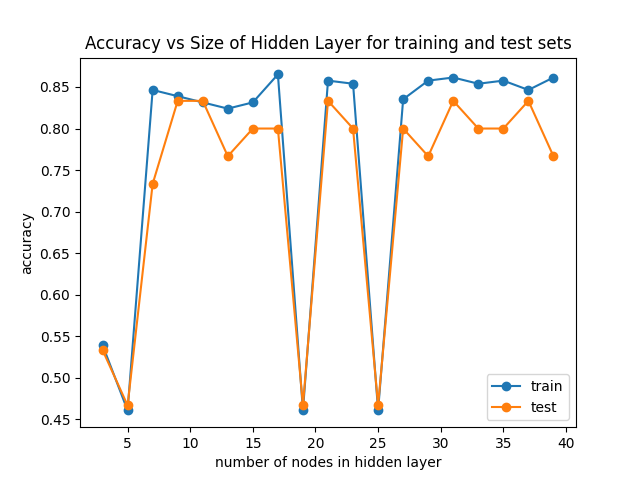 Accuracy vs Size of Hidden Layer for training and test sets
0.85
0.80
0.75
0.70
0.65
0.60
0.55
0.50
0.45
accuracy
train
test
5 10 15 20 25 30 35 40
number of nodes in hidden layer